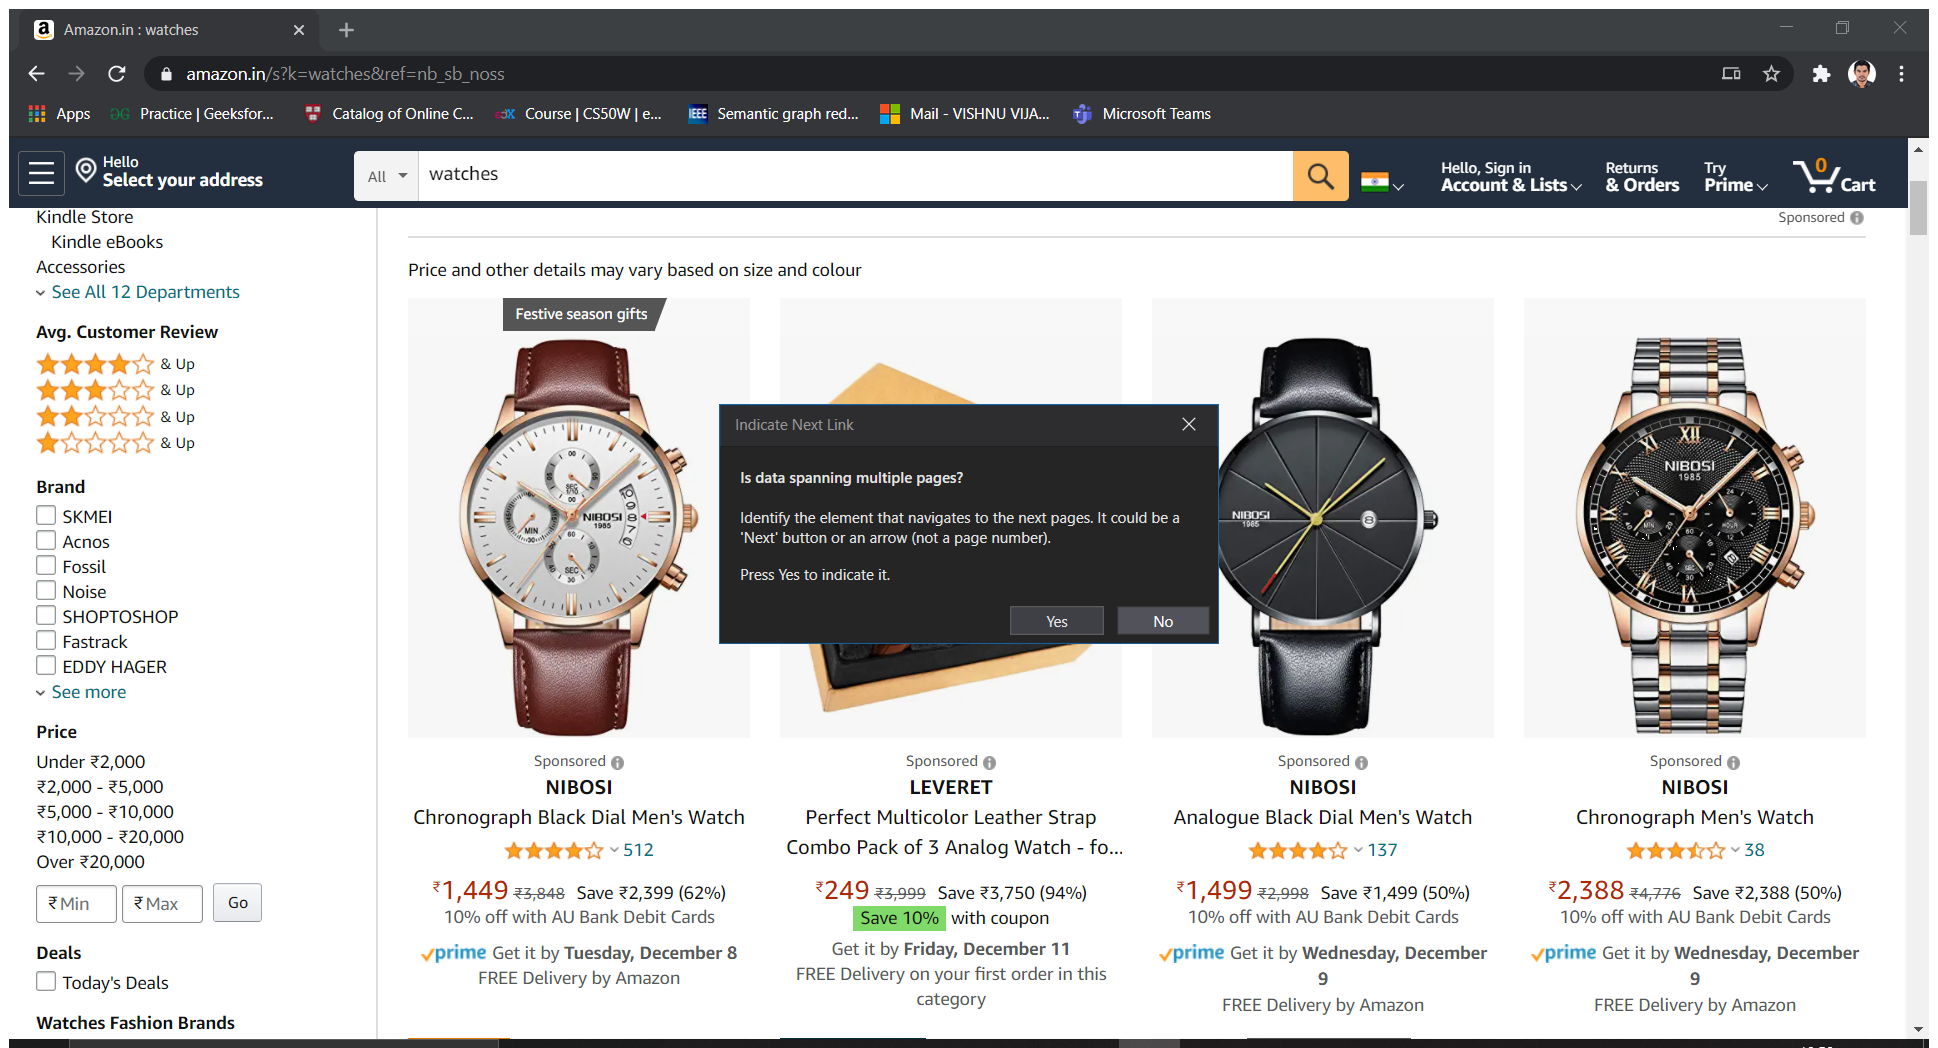 Amazon.in : watches
amazon.in/s?k=watches&ref=nb_sb_noss
Apps
Practice | Geeksfor...
Catalog of Online C...
Course | CS50W | e...
IEEE
Semantic graph red...
Mail - VISHNU VIJA...
Microsoft Teams
Hello
Select your address
All
watches
Hello, Sign in
Account & Lists
Returns
& Orders
Try
Prime
0
Cart
Kindle Store
Kindle eBooks
Accessories
See All 12 Departments
Avg. Customer Review
& Up
& Up
& Up
& Up
Brand
SKMEI
Acnos
Fossil
Noise
SHOPTOSHOP
Fastrack
EDDY HAGER
See more
Price
Under ₹2,000
₹2,000 - ₹5,000
₹5,000 - ₹10,000
₹10,000 - ₹20,000
Over ₹20,000
₹ Min
₹ Max
Go
Deals
Today's Deals
Watches Fashion Brands
Sponsored
Price and other details may vary based on size and colour
Festive season gifts
NIBOSI
1985
MIN
SEC
NIBOSI
1985
8
NIBOSI
1985
Indicate Next Link
Is data spanning multiple pages?
Identify the element that navigates to the next pages. It could be a
'Next' button or an arrow (not a page number).
Press Yes to indicate it.
Yes
No
Sponsored
NIBOSI
Chronograph Black Dial Men's Watch
512
₹1,449 ₹3,848 Save ₹2,399 (62%)
10% off with AU Bank Debit Cards
prime Get it by Tuesday, December 8
FREE Delivery by Amazon
Sponsored
LEVERET
Perfect Multicolor Leather Strap
Combo Pack of 3 Analog Watch - fo...
₹249 ₹3,999 Save ₹3,750 (94%)
Save 10% with coupon
Get it by Friday, December 11
FREE Delivery on your first order in this
category
Sponsored
NIBOSI
Analogue Black Dial Men's Watch
137
₹1,499 ₹2,998 Save ₹1,499 (50%)
10% off with AU Bank Debit Cards
prime Get it by Wednesday, December
9
FREE Delivery by Amazon
Sponsored
NIBOSI
Chronograph Men's Watch
38
₹2,388 ₹4,776 Save ₹2,388 (50%)
10% off with AU Bank Debit Cards
prime Get it by Wednesday, December
9
FREE Delivery by Amazon